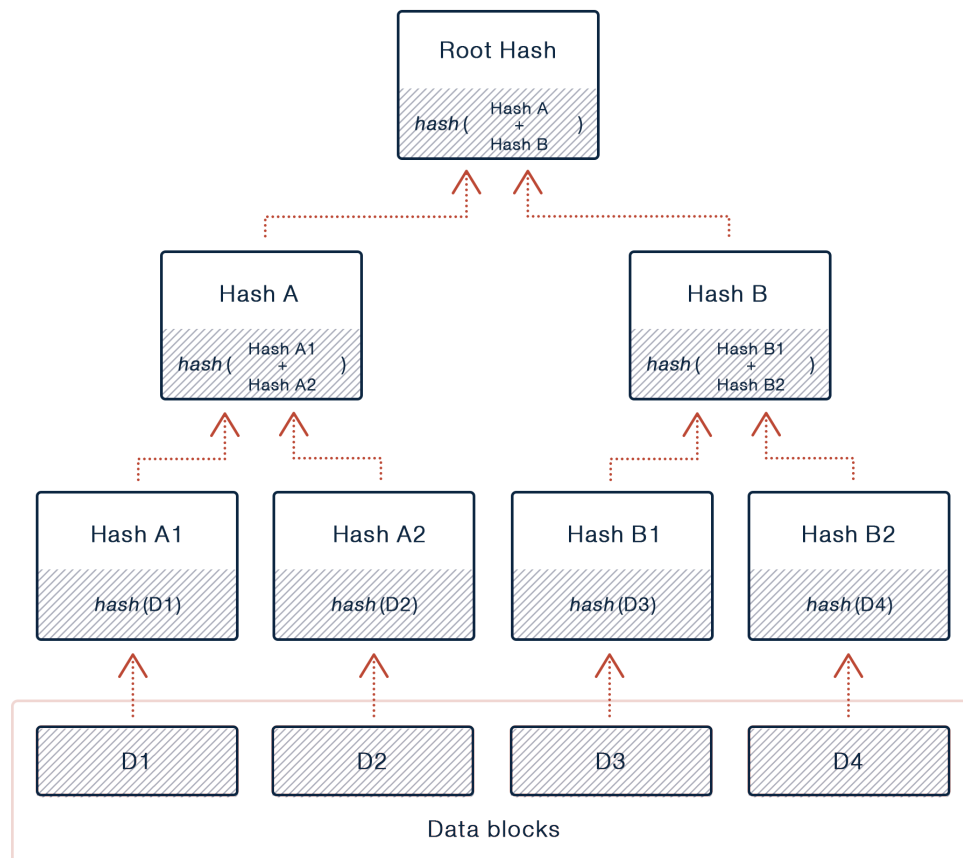 Root Hash
Hash A
hash( + )
Hash B
Hash A
Hash B
Hash A1
hash( + )
Hash A2
Hash B1
hash( + )
Hash B2
Hash A1
Hash A2
Hash B1
Hash B2
hash(D1)
hash(D2)
hash(D3)
hash(D4)
D1
D2
D3
D4
Data blocks